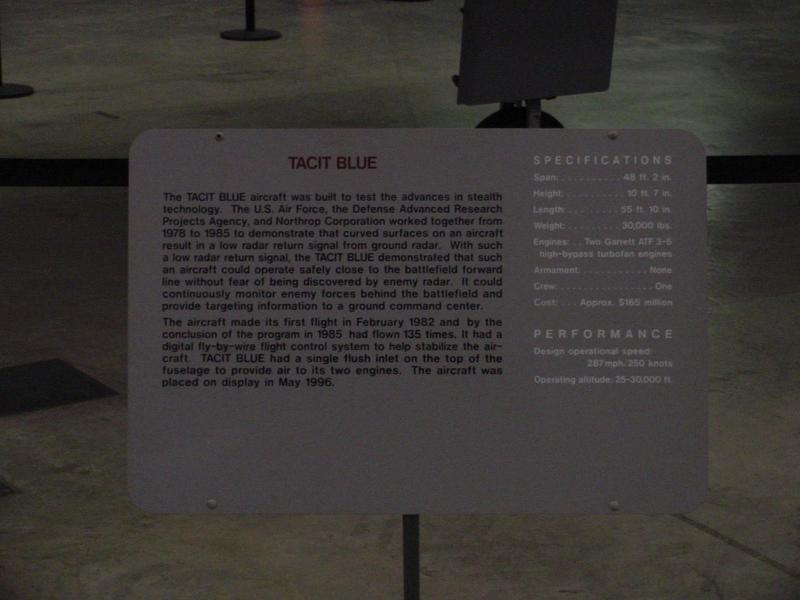 TACIT BLUE
The TACIT BLUE aircraft was built to test the advances in stealth
technology. The U.S. Air Force, the Defense Advanced Research
Projects Agency, and Northrop Corporation worked together from
1978 to 1985 to demonstrate that curved surfaces on an aircraft
result in a low radar return signal from ground radar. With such
a low radar return signal, the TACIT BLUE demonstrated that such
an aircraft could operate safely close to the battlefield forward
line without fear of being discovered by enemy radar. It could
continuously monitor enemy forces behind the battlefield and
provide targeting information to a ground command center.
The aircraft made its first flight in February 1982 and by the
conclusion of the program in 1985 had flown 135 times. It had a
digital fly-by-wire flight control system to help stabilize the air-
craft. TACIT BLUE had a single flush inlet on the top of the
fuselage to provide air to its two engines. The aircraft was
placed on display in May 1996.
SPECIFICATIONS
Span: . . . . . . . . . . 48 ft. 2 in.
Height: . . . . . . . . . . 10 ft. 7 in.
Length: . . . . . . . . . 55 ft. 10 in.
Weight: . . . . . . . . . 30,000 lbs.
Engines: . . Two Garrett ATF 3-6
high-bypass turbofan engines
Armament: . . . . . . . . . . . None
Crew: . . . . . . . . . . . . . . . One
Cost: . . . Approx. $165 million
PERFORMANCE
Design operational speed:
287mph/250 knots
Operating altitude: 25-30,000 ft.